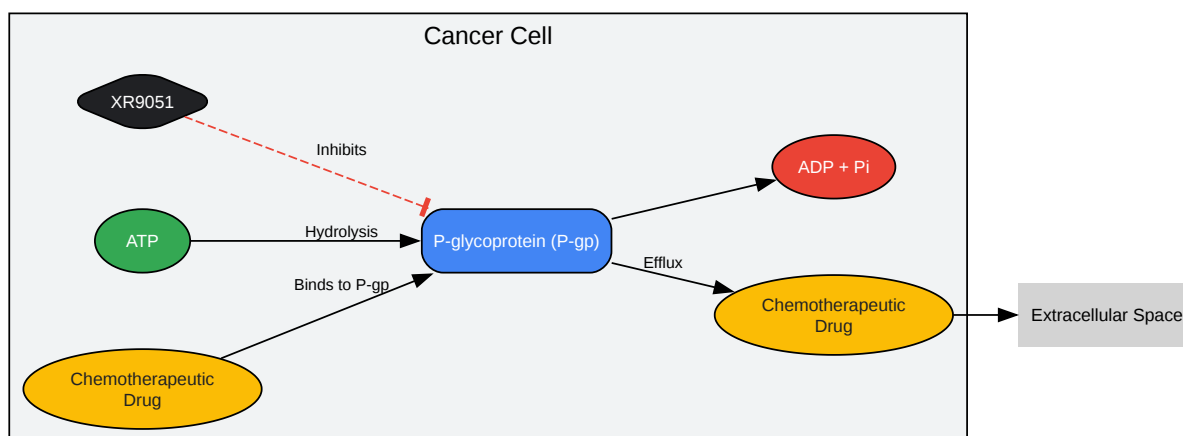 Cancer Cell
XR9051
Inhibits
ADP + Pi
ATP
Hydrolysis
P-glycoprotein (P-gp)
Efflux
Binds to P-gp
Chemotherapeutic
Drug
Extracellular Space
Chemotherapeutic
Drug